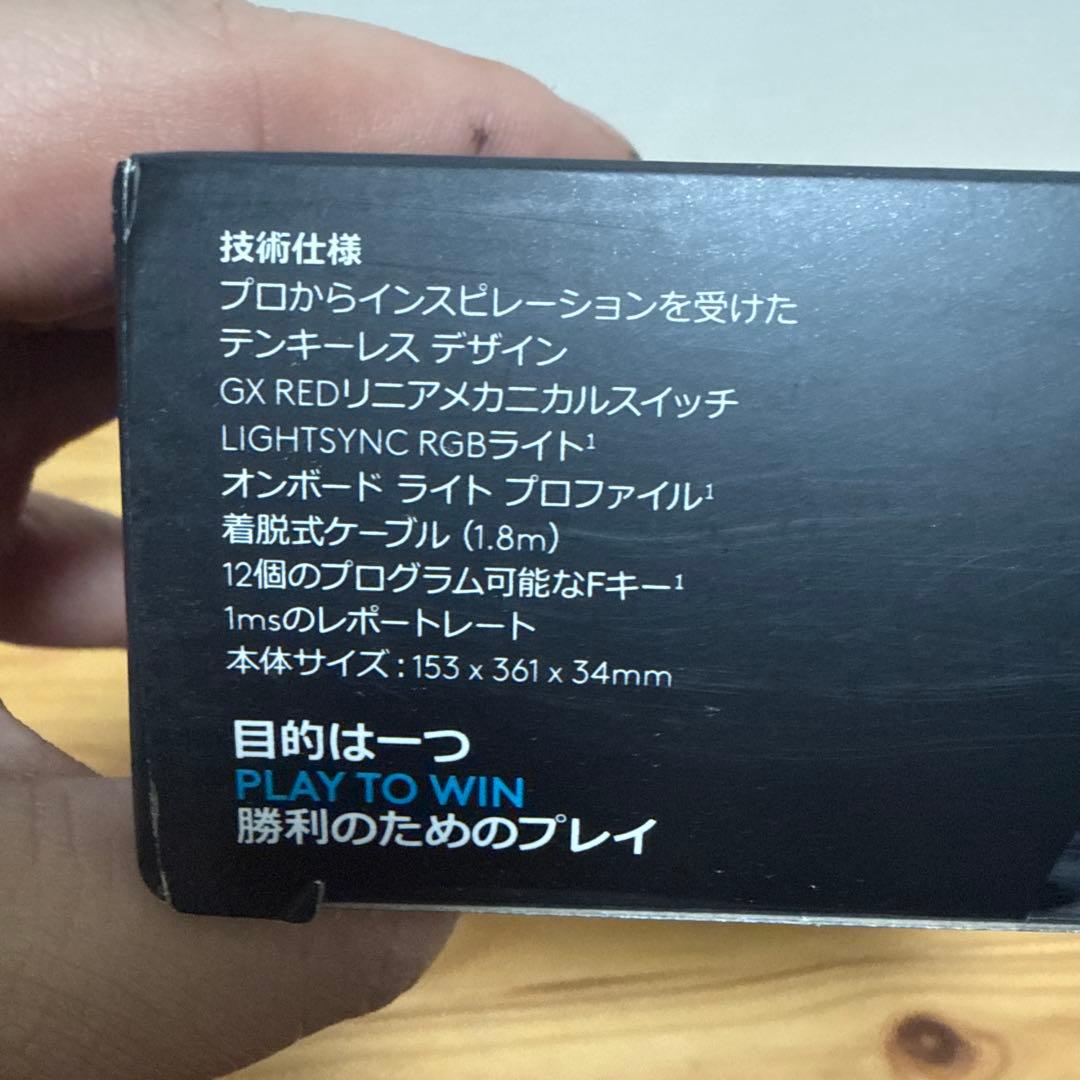 技術仕様
プロからインスピレーションを受けた
テンキーレス デザイン
GX REDリニアメカニカルスイッチ
LIGHTSYNC RGBライト¹
オンボード ライト プロファイル¹
着脱式ケーブル (1.8m)
12個のプログラム可能なFキー¹
1msのレポートレート
本体サイズ : 153 x 361 x 34mm
目的は一つ
PLAY TO WIN
勝利のためのプレイ